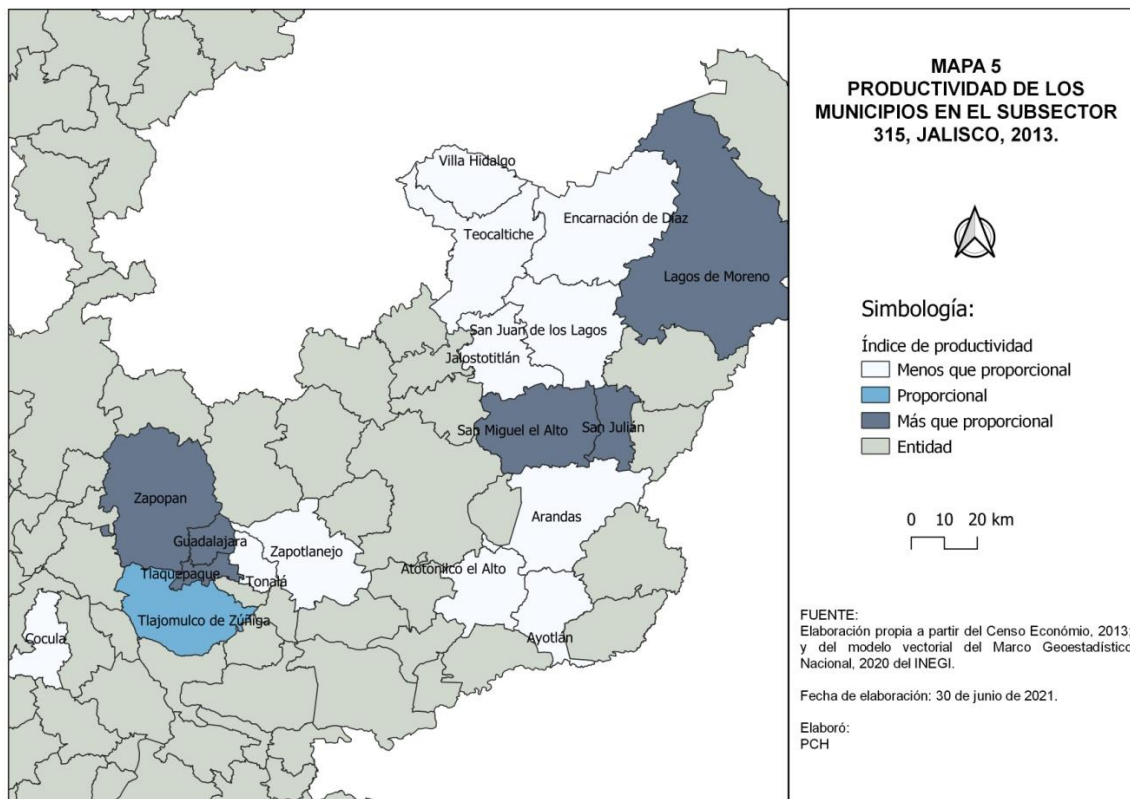 MAPA 5
PRODUCTIVIDAD DE LOS
MUNICIPIOS EN EL SUBSECTOR
315, JALISCO, 2013.
Villa Hidalgo
Encarnación de Díaz
Teocaltiche
Lagos de Moreno
San Juan de los Lagos
Jalostotitlán
San Miguel el Alto
San Julián
Zapopan
Arandas
Guadalajara
Zapotlanejo
Tlaquepaque
Tonalá
Atotonilco el Alto
Tlajomulco de Zúñiga
Cocula
Ayotlán
Simbología:
Índice de productividad
Menos que proporcional
Proporcional
Más que proporcional
Entidad
0 10 20 km
FUENTE:
Elaboración propia a partir del Censo Económio, 2013;
y del modelo vectorial del Marco Geoestadístico
Nacional, 2020 del INEGI.
Fecha de elaboración: 30 de junio de 2021.
Elaboró:
PCH